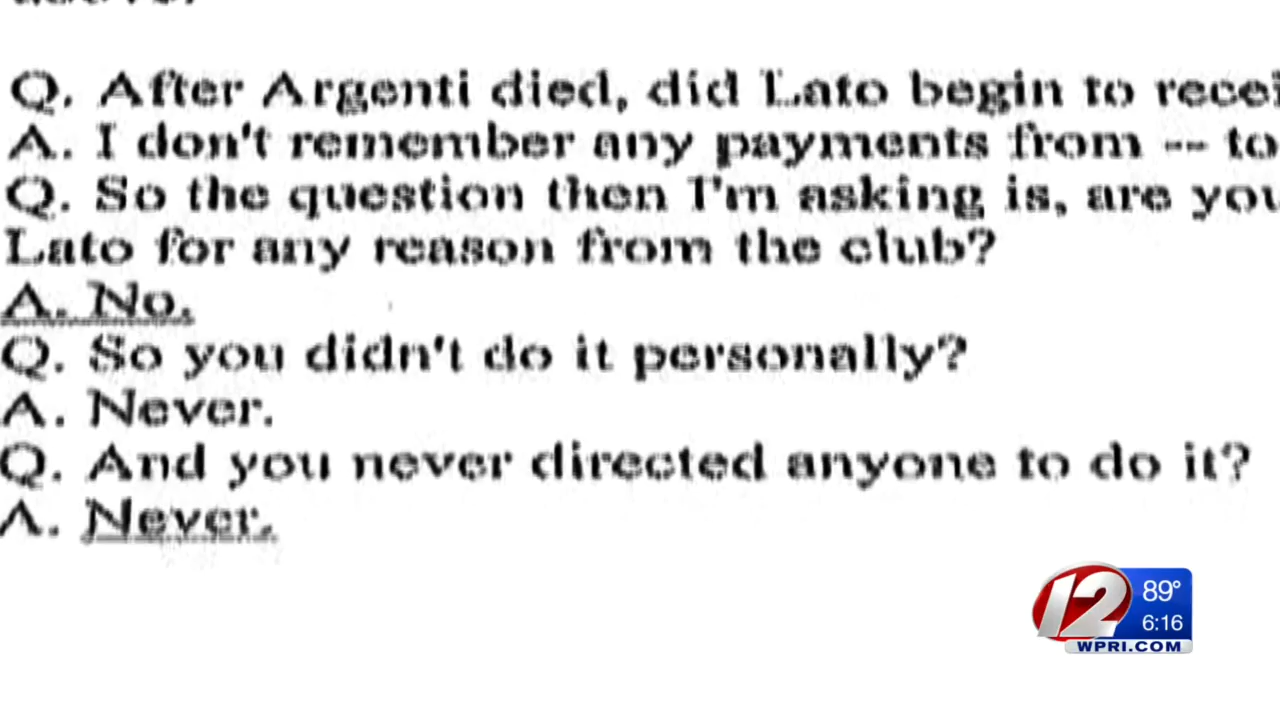 Q. After Argenti died, did Lato begin to recei
A. I don't remember any payments from -- to
Q. So the question then I'm asking is, are you
Lato for any reason from the club?
A. No.
Q. So you didn't do it personally?
A. Never.
Q. And you never directed anyone to do it?
A. Never.
12
89°
6:16
WPRI.COM